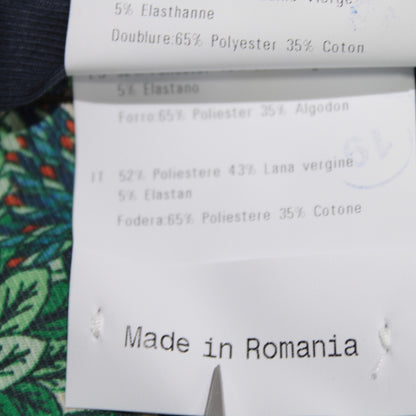 5% Elasthanne
Doublure:65% Polyester 35% Coton
5% Elastano
Forro:65% Poliester 35% Algodon
IT 52% Poliestere 43% Lana vergine
5% Elastan
Fodera:65% Poliestere 35% Cotone
Made in Romania